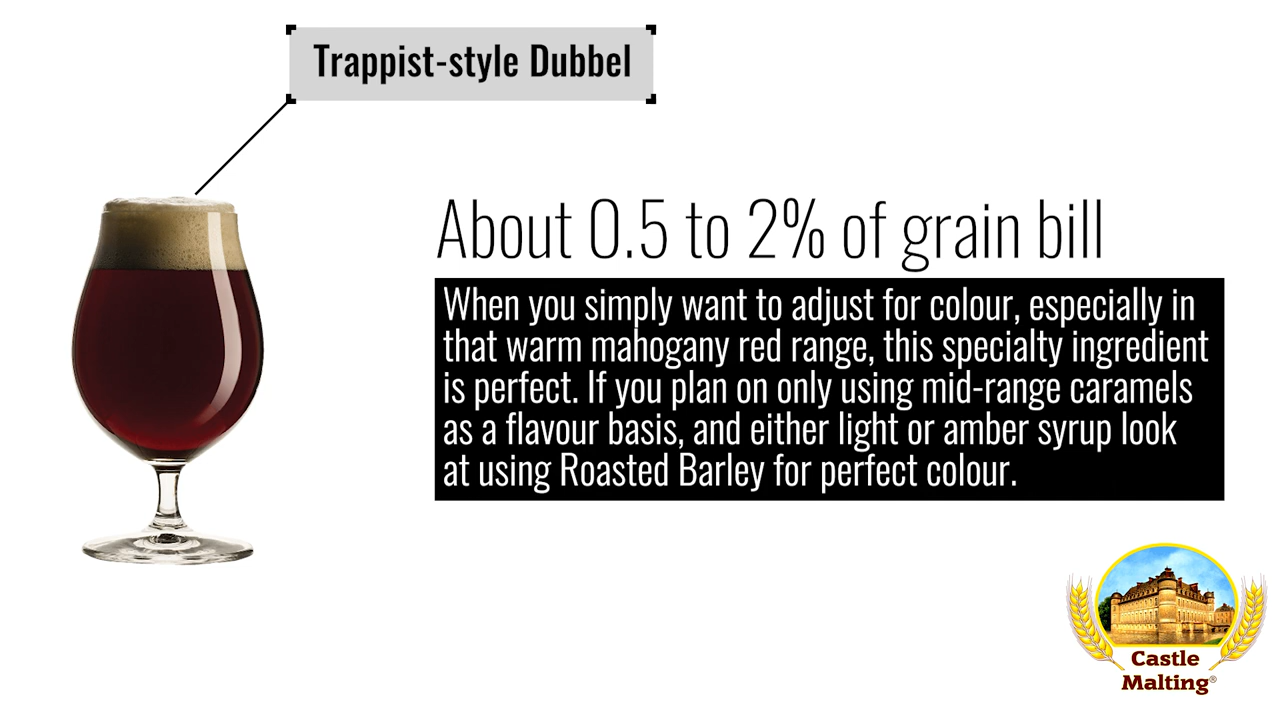 Trappist-style Dubbel
About 0.5 to 2% of grain bill
When you simply want to adjust for colour, especially in
that warm mahogany red range, this specialty ingredient
is perfect. If you plan on only using mid-range caramels
as a flavour basis, and either light or amber syrup look
at using Roasted Barley for perfect colour.
Castle
Malting®